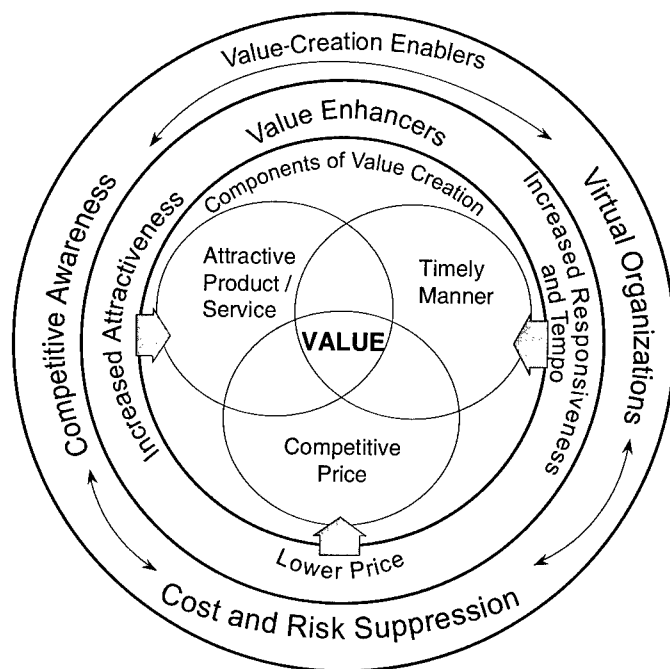 Value-Creation Enablers
Value Enhancers
Components of Value Creation
Competitive Awareness
Increased Attractiveness
Attractive
Product /
Service
Timely
Manner
VALUE
Competitive
Price
Increased Responsiveness
and Tempo
Virtual Organizations
Lower Price
Cost and Risk Suppression